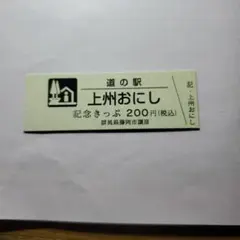 道の駅
上州おにし
記念きっぷ 200円(税込)
群馬県藤岡市譲原
記・上州おにし